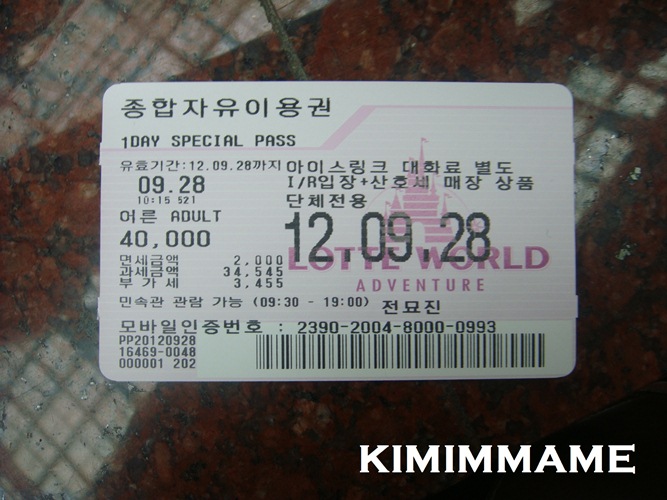 종합자유이용권
1DAY SPECIAL PASS
유효기간:12.09.28까지
아이스링크 대화료 별도
09.28
I/R입장+산호세 매장 상품
10:15 521
단체전용
어른 ADULT
12.09.28
40,000
LOTTE WORLD
면세금액 2,000
과세금액 34,545
ADVENTURE
부가세 3,455
민속관 관람 가능 (09:30 - 19:00) 전묘진
모바일인증번호 : 2390-2004-8000-0993
PP20120928
16469-0048
000001 202
KIMIMMAME